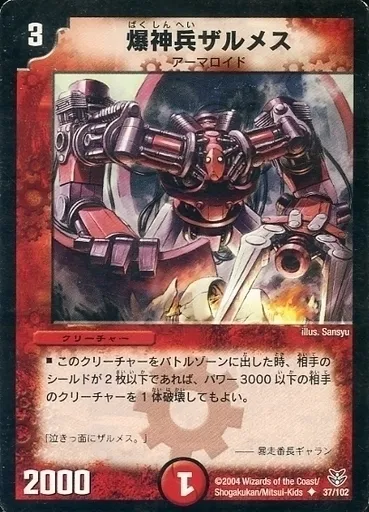 3
ばくしんへい
爆神兵ザルメス
アーマロイド
illus. Sansyu
クリーチャー
■ このクリーチャーをバトルゾーンに出した時、相手の
シールドが2枚以下であれば、パワー3000以下の相手
のクリーチャーを1体破壊してもよい。
「泣きっ面にザルメス。」
—— 暴走番長ギャラン
2000
1
©2004 Wizards of the Coast/
Shogakukan/Mitsui-Kids
37/102